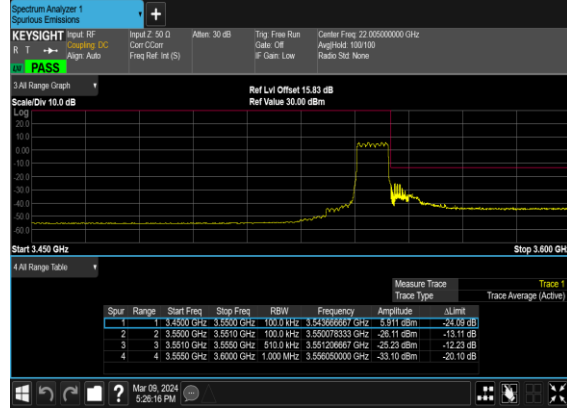 Spectrum Analyzer 1
Spurious Emissions
KEYSIGHT Input: RF Input Z: 50 Ω Atten: 30 dB Trig: Free Run Center Freq: 22.005000000 GHz
R T Coupling: DC Corr CCorr Gate: Off Avg|Hold: 100/100
Align: Auto Freq Ref: Int (S) IF Gain: Low Radio Std: None
PASS
3 All Range Graph
Ref Lvl Offset 15.83 dB
Scale/Div 10.0 dB Ref Value 30.00 dBm
Log
20.0
10.0
0.00
-10.0
-20.0
-30.0
-40.0
-50.0
-60.0
Start 3.450 GHz Stop 3.600 GHz
4 All Range Table
Measure Trace Trace 1
Trace Type Trace Average (Active)
Spur Range Start Freq Stop Freq RBW Frequency Amplitude ΔLimit
1 1 3.4500 GHz 3.5500 GHz 100.0 kHz 3.543666667 GHz 5.911 dBm -24.09 dB
2 2 3.5500 GHz 3.5510 GHz 100.0 kHz 3.550078333 GHz -26.11 dBm -13.11 dB
3 3 3.5510 GHz 3.5550 GHz 510.0 kHz 3.551206667 GHz -25.23 dBm -12.23 dB
4 4 3.5550 GHz 3.6000 GHz 1.000 MHz 3.556050000 GHz -33.10 dBm -20.10 dB
? Mar 09, 2024
5:26:16 PM